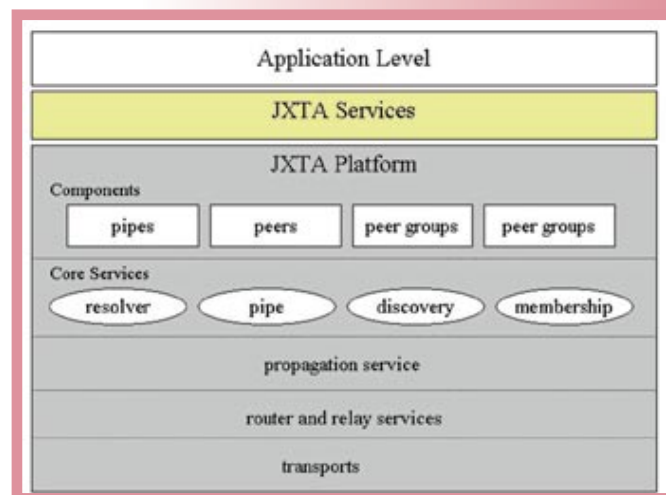 Application Level
JXTA Services
JXTA Platform
Components
pipes peers peer groups peer groups
Core Services
resolver pipe discovery membership
propagation service
router and relay services
transports